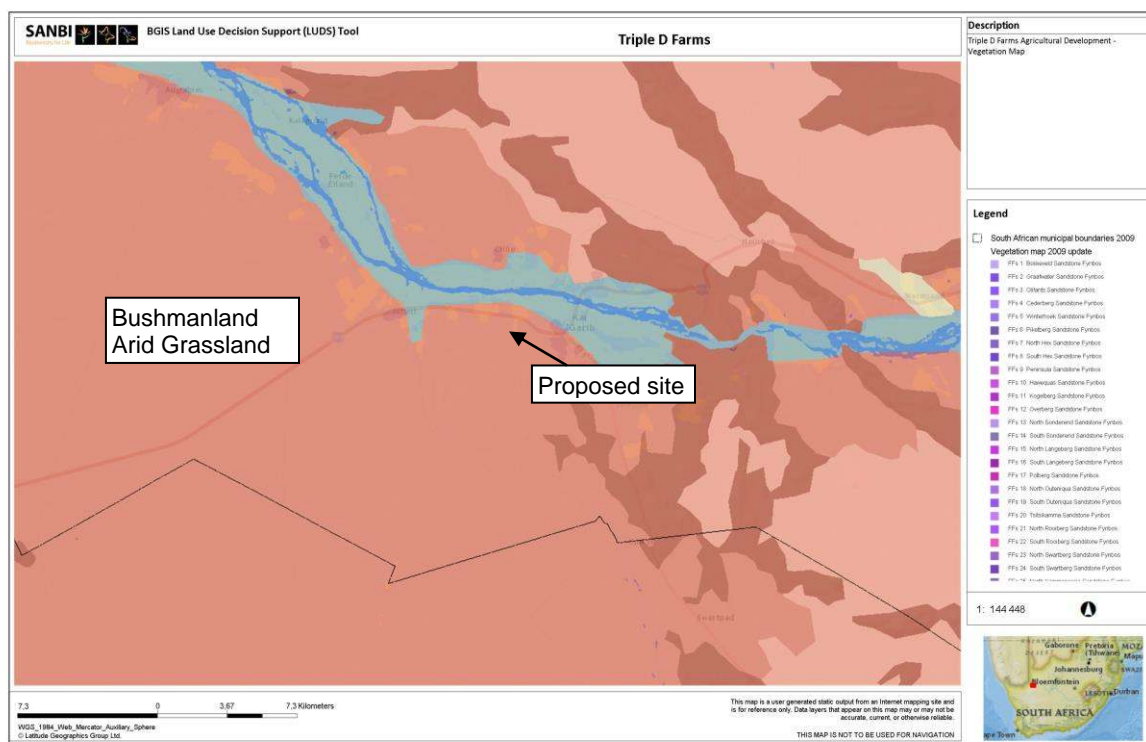 SANBI
Biodiversity for Life
BGIS Land Use Decision Support (LUDS) Tool
Triple D Farms
Description
Triple D Farms Agricultural Development -
Vegetation Map
Bushmanland
Arid Grassland
Proposed site
Kai
Garib
Legend
South African municipal boundaries 2009
Vegetation map 2009 update
FFs 1 Bokkeveld Sandstone Fynbos
FFs 2 Graafwater Sandstone Fynbos
FFs 3 Olifants Sandstone Fynbos
FFs 4 Cederberg Sandstone Fynbos
FFs 5 Winterhoek Sandstone Fynbos
FFs 6 Piketberg Sandstone Fynbos
FFs 7 North Hex Sandstone Fynbos
FFs 8 South Hex Sandstone Fynbos
FFs 9 Peninsula Sandstone Fynbos
FFs 10 Hawequas Sandstone Fynbos
FFs 11 Kogelberg Sandstone Fynbos
FFs 12 Overberg Sandstone Fynbos
FFs 13 North Sonderend Sandstone Fynbos
FFs 14 South Sonderend Sandstone Fynbos
FFs 15 North Langeberg Sandstone Fynbos
FFs 16 South Langeberg Sandstone Fynbos
FFs 17 Potberg Sandstone Fynbos
FFs 18 North Outeniqua Sandstone Fynbos
FFs 19 South Outeniqua Sandstone Fynbos
FFs 20 Tsitsikamma Sandstone Fynbos
FFs 21 North Rooiberg Sandstone Fynbos
FFs 22 South Rooiberg Sandstone Fynbos
FFs 23 North Swartberg Sandstone Fynbos
FFs 24 South Swartberg Sandstone Fynbos
1: 144 448
Gaborone
Pretoria
(Tshwane)
MOZ
Johannesburg
Bloemfontein
LESOTHO
Durban
SOUTH AFRICA
ape Town
7,3 0 3,67 7,3 Kilometers
WGS_1984_Web_Mercator_Auxiliary_Sphere
© Latitude Geographics Group Ltd.
This map is a user generated static output from an Internet mapping site and
is for reference only. Data layers that appear on this map may or may not be
accurate, current, or otherwise reliable.
THIS MAP IS NOT TO BE USED FOR NAVIGATION